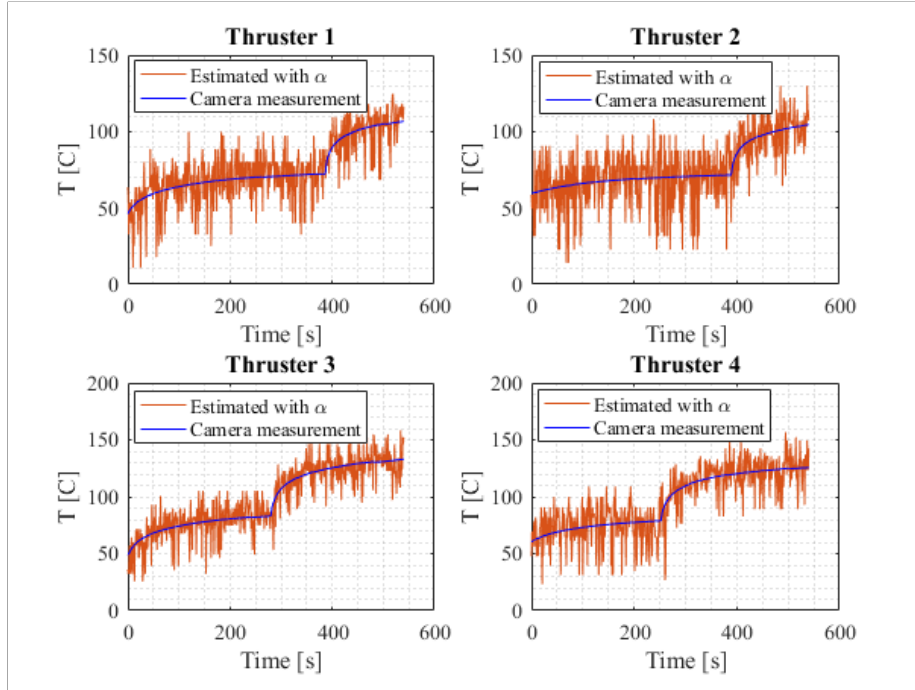 Thruster 1
150
100
50
0
T [C]
Estimated with α
Camera measurement
0 200 400 600
Time [s]
Thruster 2
150
100
50
0
T [C]
Estimated with α
Camera measurement
0 200 400 600
Time [s]
Thruster 3
200
150
100
50
0
T [C]
Estimated with α
Camera measurement
0 200 400 600
Time [s]
Thruster 4
200
150
100
50
0
T [C]
Estimated with α
Camera measurement
0 200 400 600
Time [s]